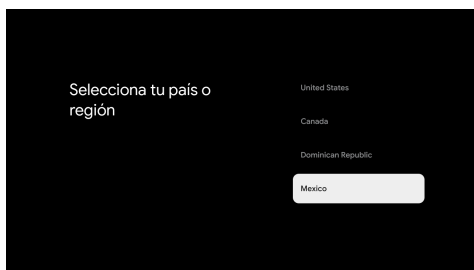 Selecciona tu país o
región
United States
Canada
Dominican Republic
Mexico